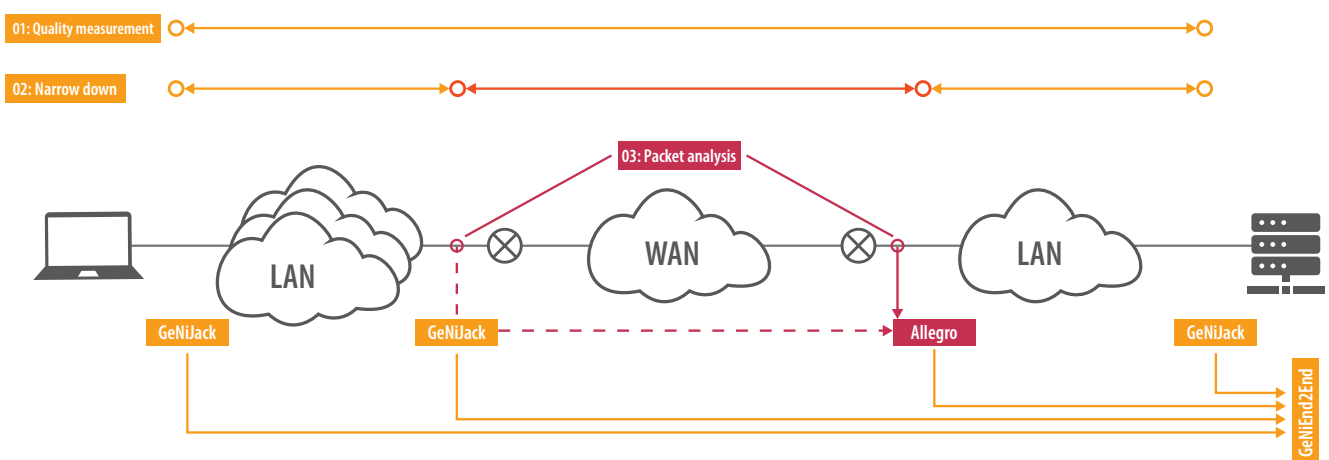 01: Quality measurement
02: Narrow down
03: Packet analysis
LAN
WAN
LAN
GeNiJack
GeNiJack
Allegro
GeNiJack
GeNiEnd2End